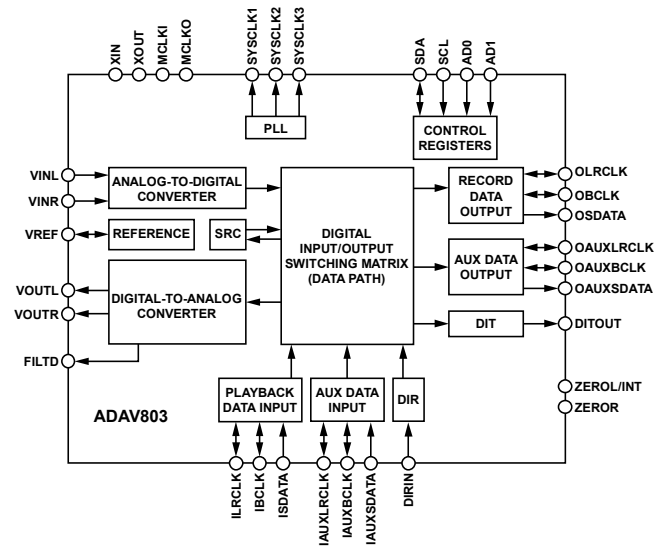 XIN
XOUT
MCLKI
MCLKO
SYSCLK1
SYSCLK2
SYSCLK3
SDA
SCL
AD0
AD1
PLL
CONTROL
REGISTERS
VINL
VINR
ANALOG-TO-DIGITAL
CONVERTER
VREF
REFERENCE
SRC
DIGITAL
INPUT/OUTPUT
SWITCHING MATRIX
(DATA PATH)
RECORD
DATA
OUTPUT
OLRCLK
OBCLK
OSDATA
AUX DATA
OUTPUT
OAUXLRCLK
OAUXBCLK
OAUXSDATA
VOUTL
VOUTR
DIGITAL-TO-ANALOG
CONVERTER
DIT
DITOUT
FILTD
PLAYBACK
DATA INPUT
AUX DATA
INPUT
DIR
ZEROL/INT
ZEROR
ADAV803
ILRCLK
IBCLK
ISDATA
IAUXLRCLK
IAUXBCLK
IAUXSDATA
DIRIN